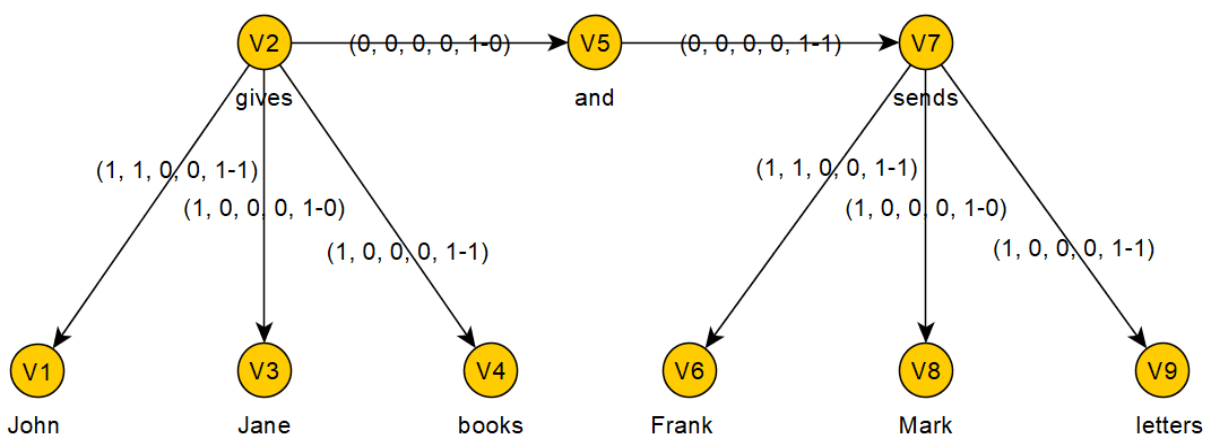 V2 (0, 0, 0, 0, 1-0) V5 (0, 0, 0, 0, 1-1) V7
gives and sends
(1, 1, 0, 0, 1-1) (1, 1, 0, 0, 1-1)
(1, 0, 0, 0, 1-0) (1, 0, 0, 0, 1-0)
(1, 0, 0, 0, 1-1) (1, 0, 0, 0, 1-1)
V1 V3 V4 V6 V8 V9
John Jane books Frank Mark letters